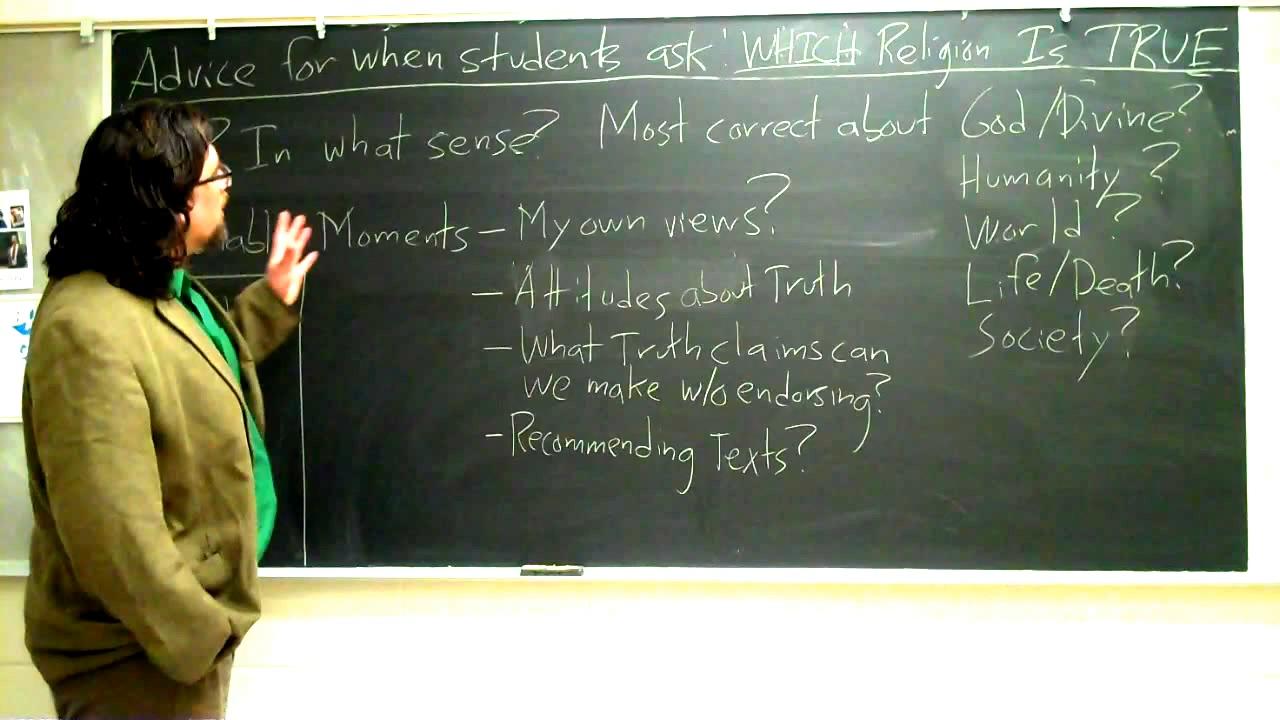 Advice for when students ask WHICH Religion Is TRUE
? In what sense? Most correct about God/Divine?
Humanity?
World?
Life/Death?
Society?
Moments – My own views?
– Attitudes about Truth
– What Truth claims can
we make w/o endorsing?
– Recommending Texts?